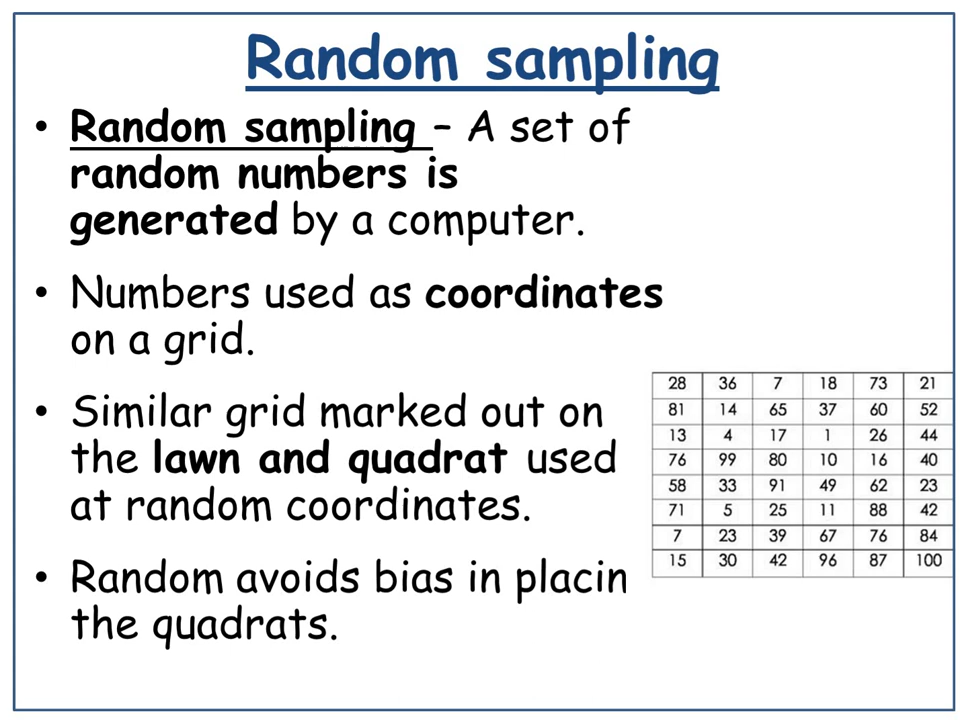 Random sampling
• Random sampling – A set of
random numbers is
generated by a computer.
• Numbers used as coordinates
on a grid.
• Similar grid marked out on
the lawn and quadrat used
at random coordinates.
• Random avoids bias in placin
the quadrats.
28 36 7 18 73 21
81 14 65 37 60 52
13 4 17 1 26 44
76 99 80 10 16 40
58 33 91 49 62 23
71 5 25 11 88 42
7 23 39 67 76 84
15 30 42 96 87 100